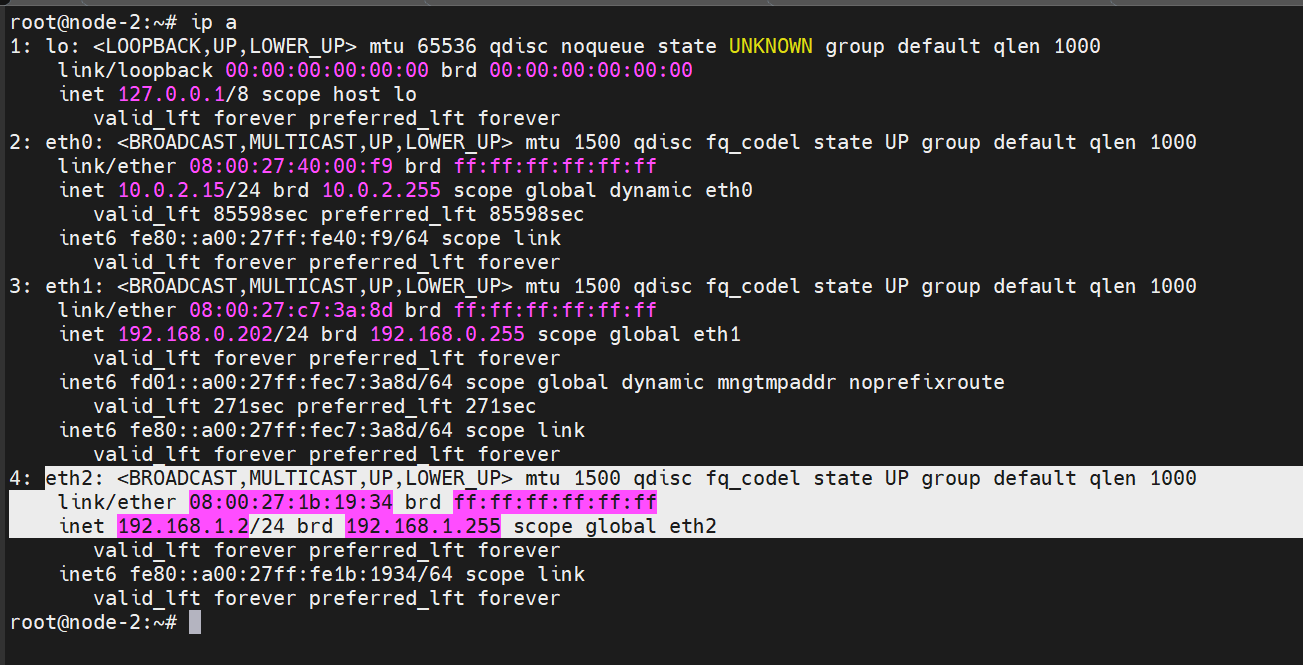 root@node-2:~# ip a
1: lo: <LOOPBACK,UP,LOWER_UP> mtu 65536 qdisc noqueue state UNKNOWN group default qlen 1000
    link/loopback 00:00:00:00:00:00 brd 00:00:00:00:00:00
    inet 127.0.0.1/8 scope host lo
       valid_lft forever preferred_lft forever
2: eth0: <BROADCAST,MULTICAST,UP,LOWER_UP> mtu 1500 qdisc fq_codel state UP group default qlen 1000
    link/ether 08:00:27:40:00:f9 brd ff:ff:ff:ff:ff:ff
    inet 10.0.2.15/24 brd 10.0.2.255 scope global dynamic eth0
       valid_lft 85598sec preferred_lft 85598sec
    inet6 fe80::a00:27ff:fe40:f9/64 scope link
       valid_lft forever preferred_lft forever
3: eth1: <BROADCAST,MULTICAST,UP,LOWER_UP> mtu 1500 qdisc fq_codel state UP group default qlen 1000
    link/ether 08:00:27:c7:3a:8d brd ff:ff:ff:ff:ff:ff
    inet 192.168.0.202/24 brd 192.168.0.255 scope global eth1
       valid_lft forever preferred_lft forever
    inet6 fd01::a00:27ff:fec7:3a8d/64 scope global dynamic mngtmpaddr noprefixroute
       valid_lft 271sec preferred_lft 271sec
    inet6 fe80::a00:27ff:fec7:3a8d/64 scope link
       valid_lft forever preferred_lft forever
4: eth2: <BROADCAST,MULTICAST,UP,LOWER_UP> mtu 1500 qdisc fq_codel state UP group default qlen 1000
    link/ether 08:00:27:1b:19:34 brd ff:ff:ff:ff:ff:ff
    inet 192.168.1.2/24 brd 192.168.1.255 scope global eth2
       valid_lft forever preferred_lft forever
    inet6 fe80::a00:27ff:fe1b:1934/64 scope link
       valid_lft forever preferred_lft forever
root@node-2:~#